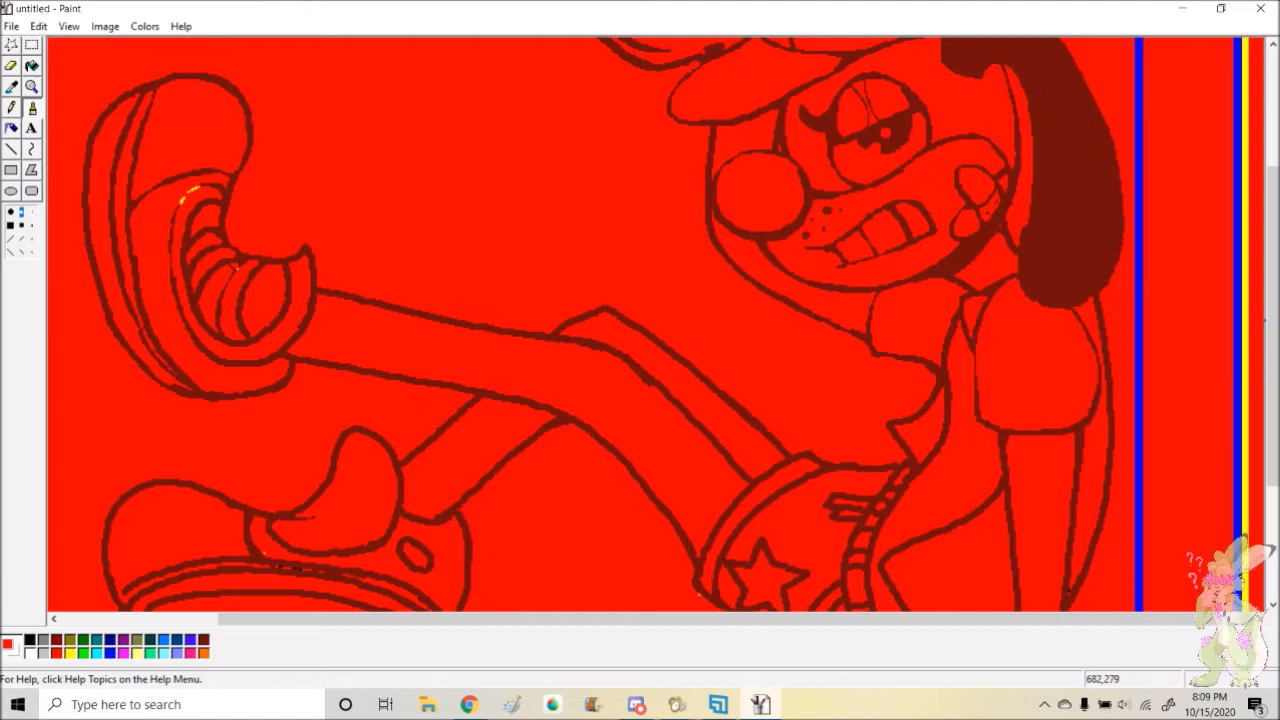 untitled - Paint
File Edit View Image Colors Help
A
For Help, click Help Topics on the Help Menu.
682,279
Type here to search
8:09 PM
10/15/2020
3
??
?